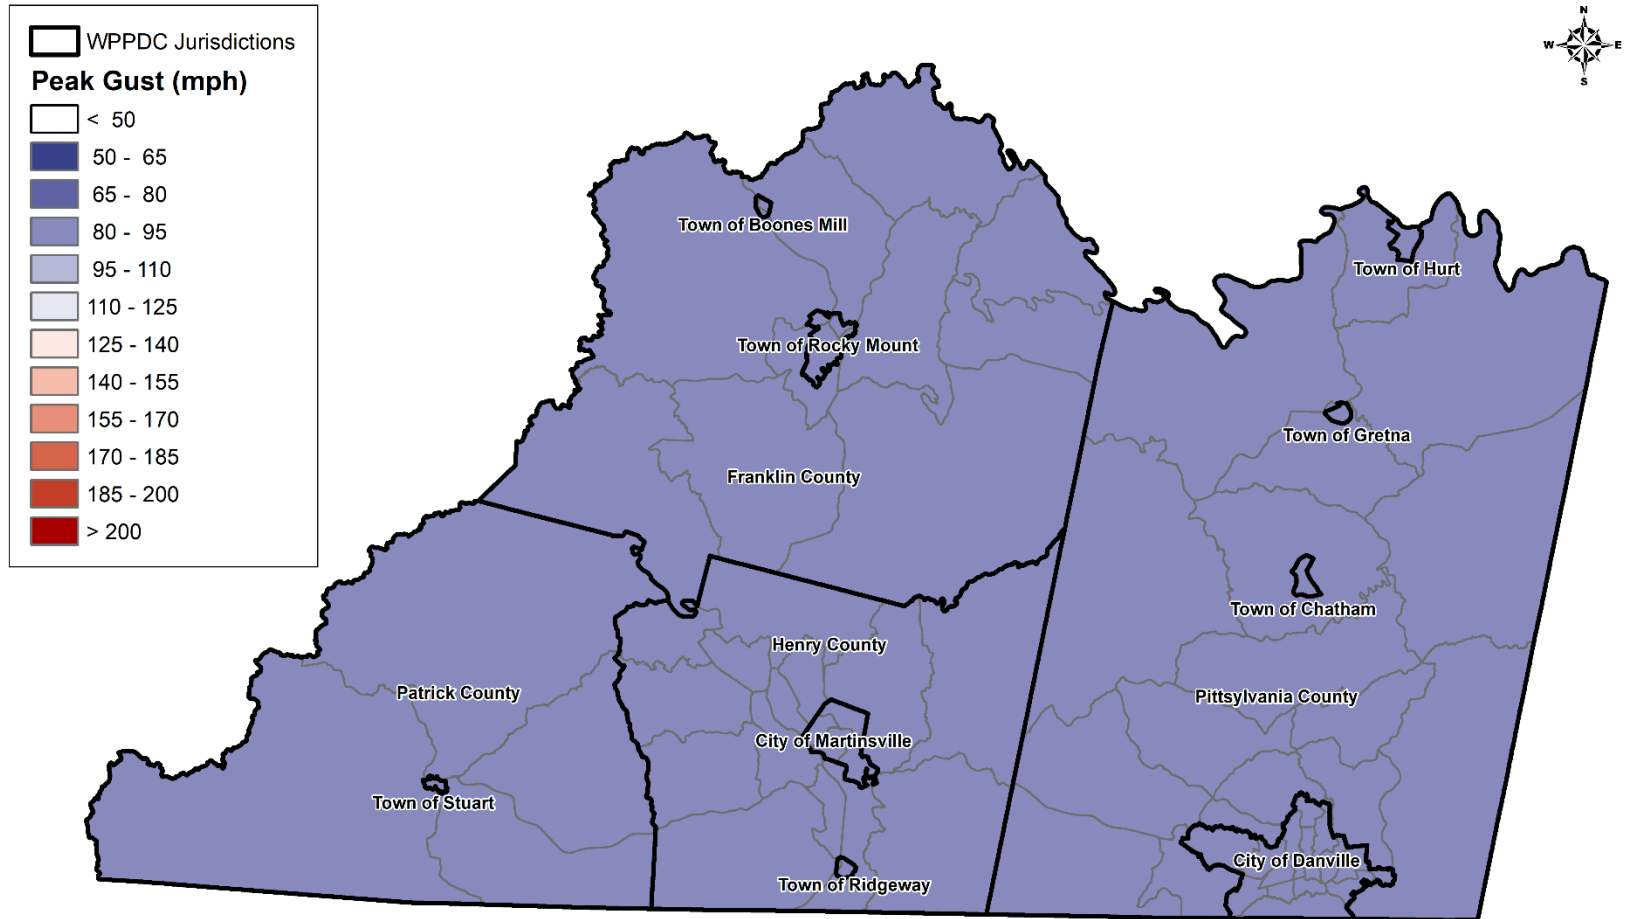 WPPDC Jurisdictions
Peak Gust (mph)
< 50
50 - 65
65 - 80
80 - 95
95 - 110
110 - 125
125 - 140
140 - 155
155 - 170
170 - 185
185 - 200
> 200
N
W
E
S
Town of Boones Mill
Town of Hurt
Town of Rocky Mount
Town of Gretna
Franklin County
Town of Chatham
Henry County
Patrick County
Pittsylvania County
City of Martinsville
Town of Stuart
City of Danville
Town of Ridgeway